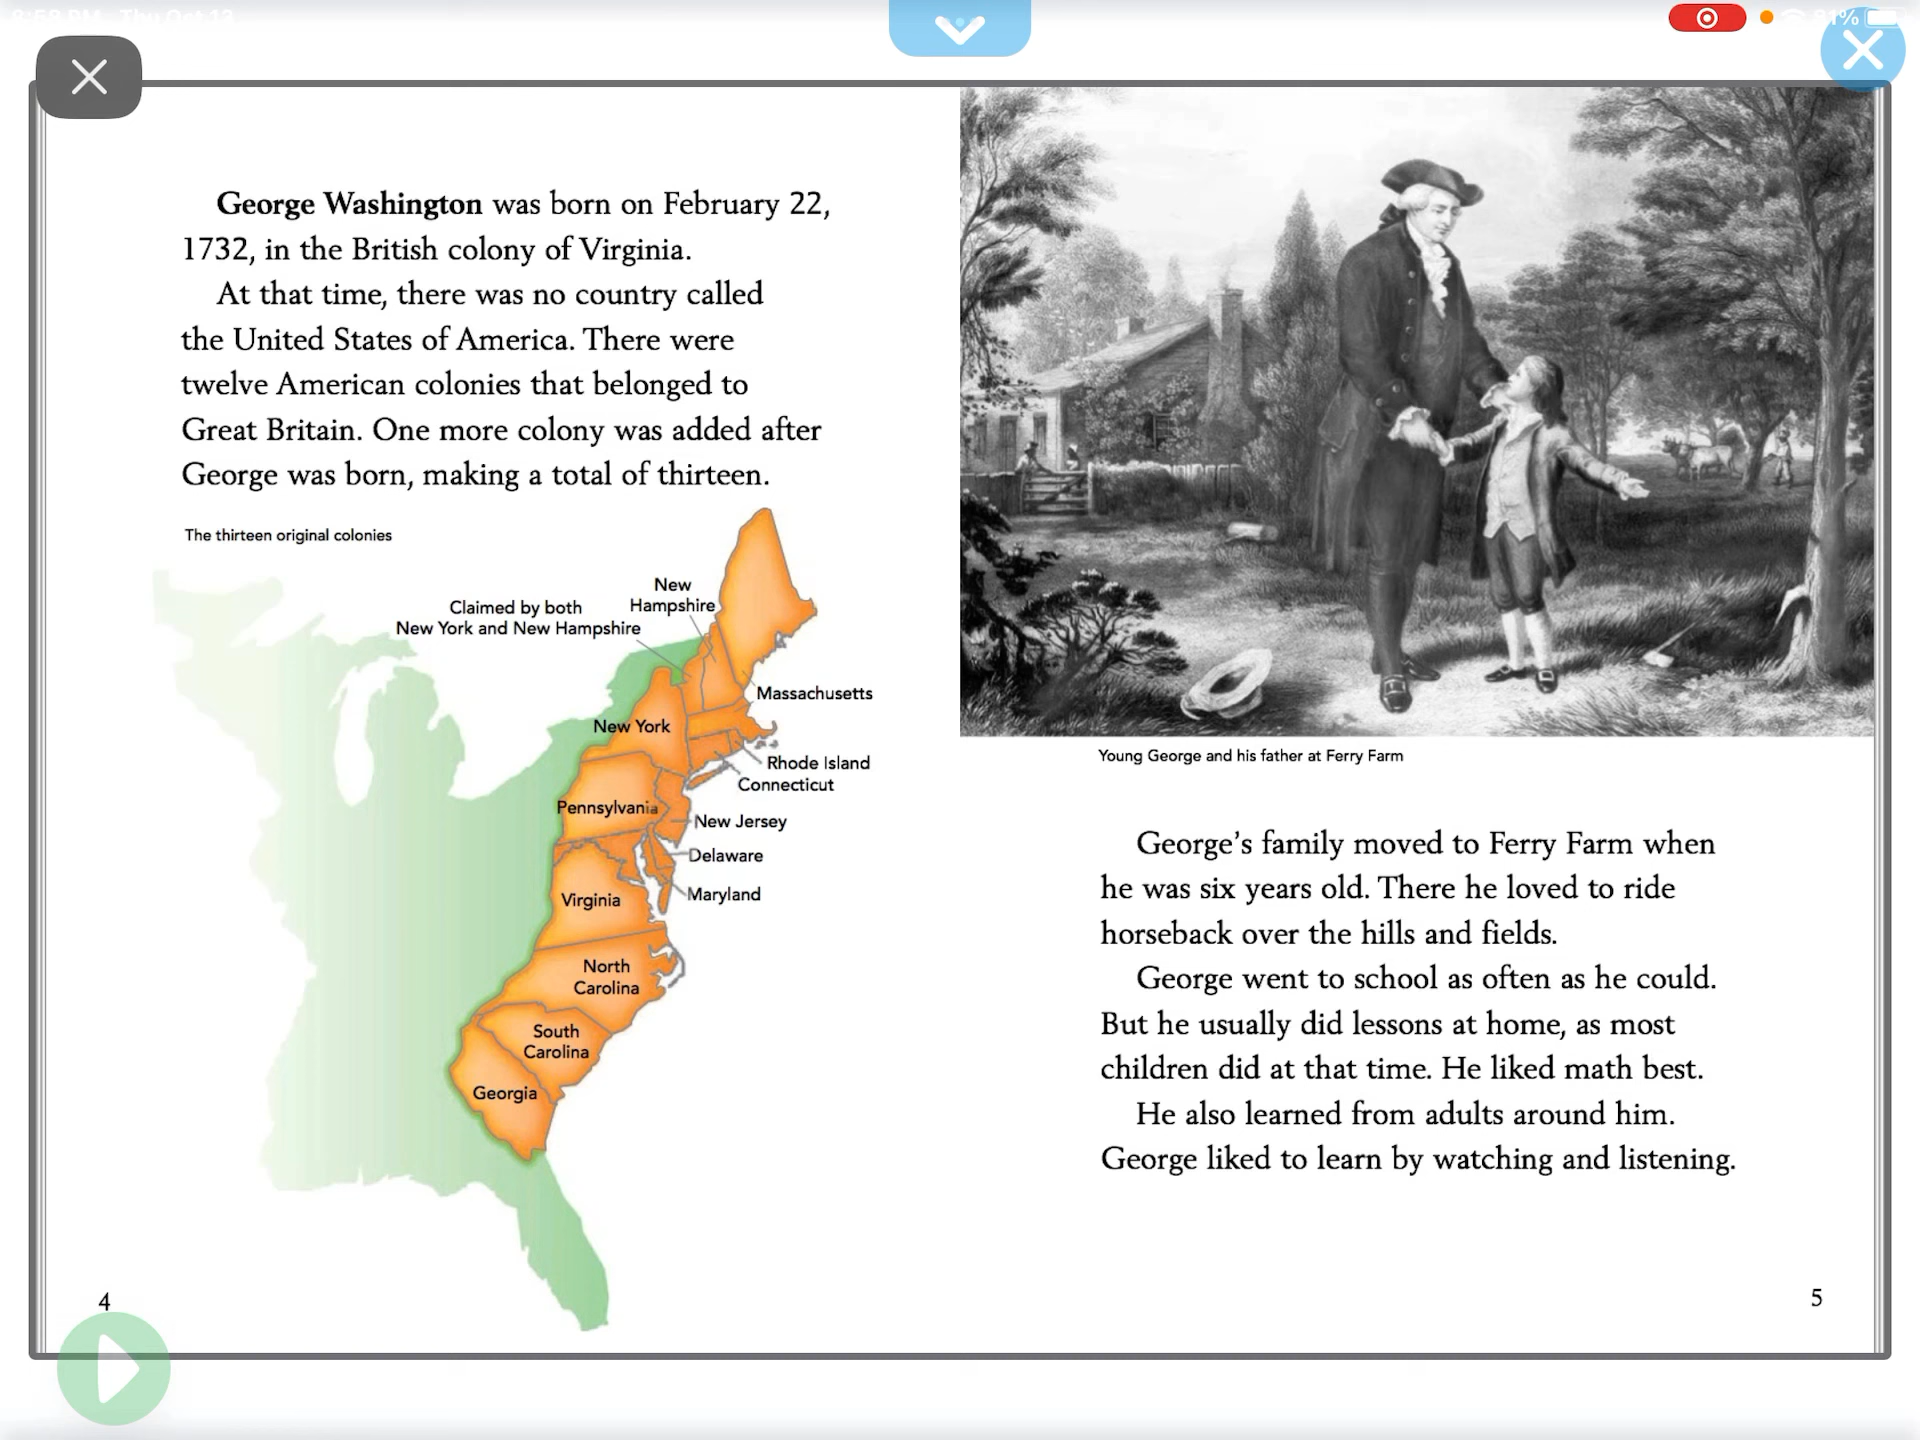 George Washington was born on February 22,
1732, in the British colony of Virginia.
At that time, there was no country called
the United States of America. There were
twelve American colonies that belonged to
Great Britain. One more colony was added after
George was born, making a total of thirteen.
The thirteen original colonies
New
Hampshire
Claimed by both
New York and New Hampshire
Massachusetts
New York
Rhode Island
Connecticut
Pennsylvania
New Jersey
Delaware
Maryland
Virginia
North
Carolina
South
Carolina
Georgia
4
Young George and his father at Ferry Farm
George’s family moved to Ferry Farm when
he was six years old. There he loved to ride
horseback over the hills and fields.
George went to school as often as he could.
But he usually did lessons at home, as most
children did at that time. He liked math best.
He also learned from adults around him.
George liked to learn by watching and listening.
5